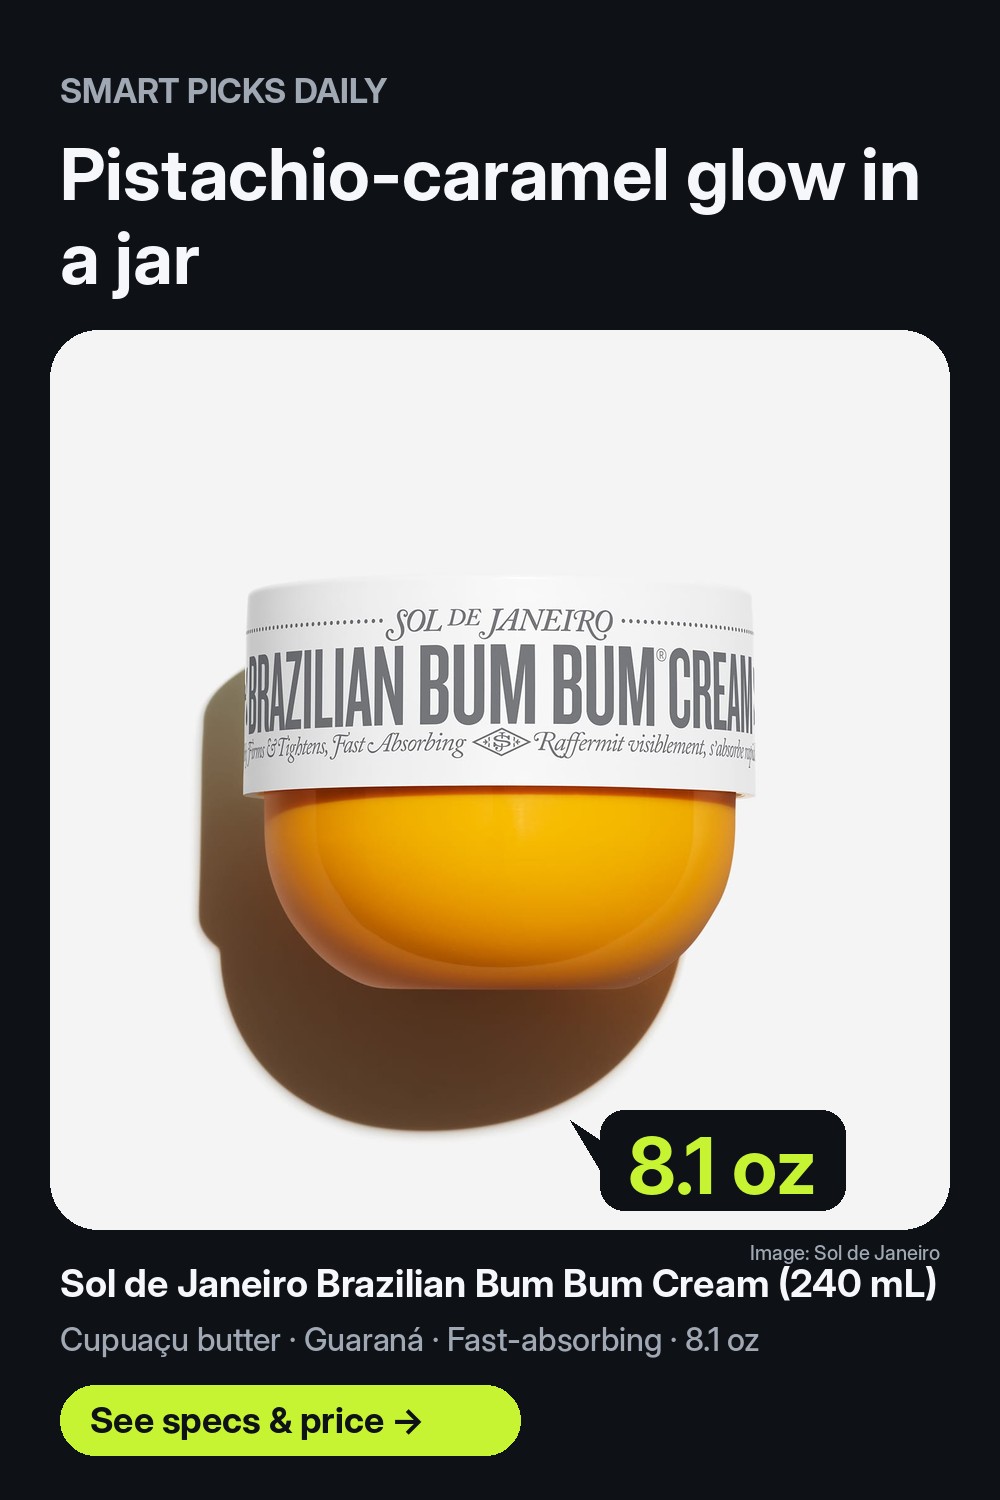 SMART PICKS DAILY
Pistachio-caramel glow in
a jar
SOL DE JANEIRO
BRAZILIAN BUM BUM® CREAM
Tightens, Fast Absorbing Raffermit visiblement, s'absorbe
8.1 oz
Image: Sol de Janeiro
Sol de Janeiro Brazilian Bum Bum Cream (240 mL)
Cupuaçu butter · Guaraná · Fast-absorbing · 8.1 oz
See specs & price →